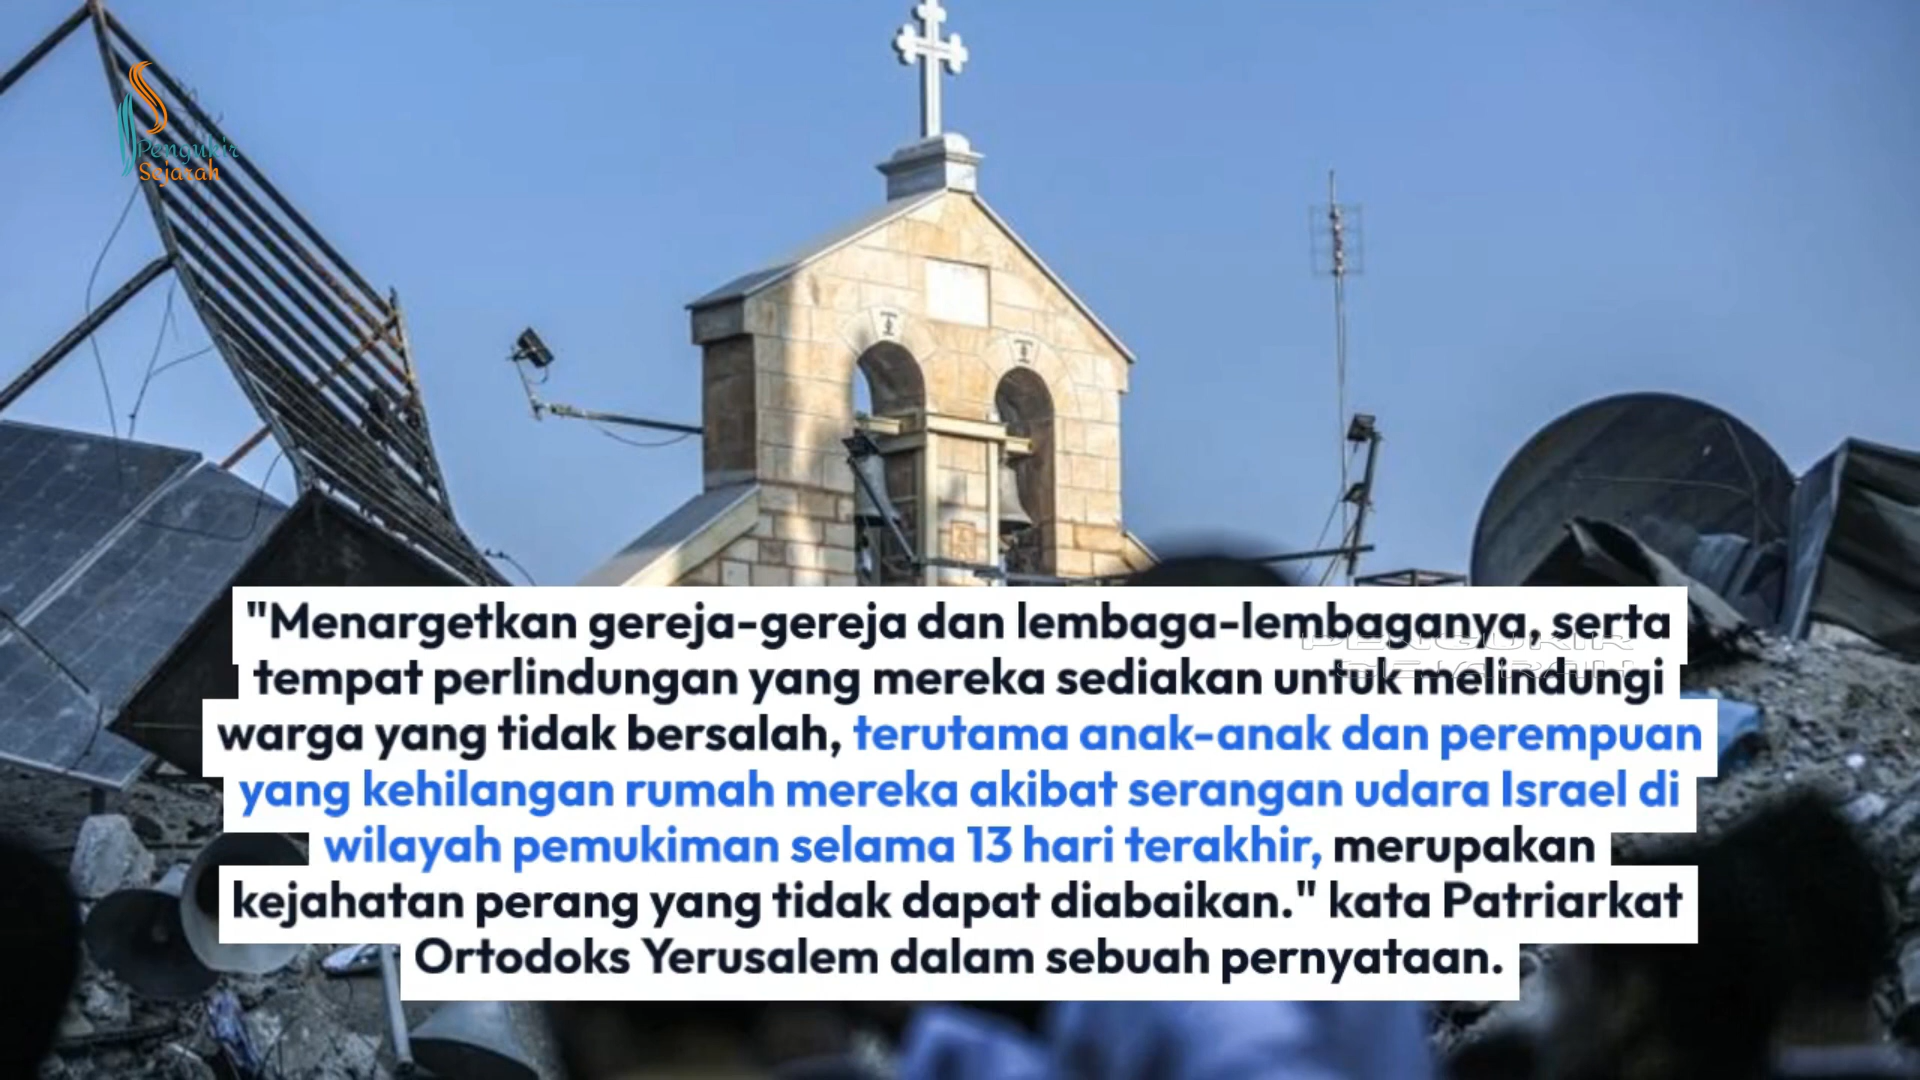 Pengukir
Sejarah
"Menargetkan gereja-gereja dan lembaga-lembaganya, serta
tempat perlindungan yang mereka sediakan untuk melindungi
warga yang tidak bersalah, terutama anak-anak dan perempuan
yang kehilangan rumah mereka akibat serangan udara Israel di
wilayah pemukiman selama 13 hari terakhir, merupakan
kejahatan perang yang tidak dapat diabaikan." kata Patriarkat
Ortodoks Yerusalem dalam sebuah pernyataan.
PENGUKIR
SEJARAH